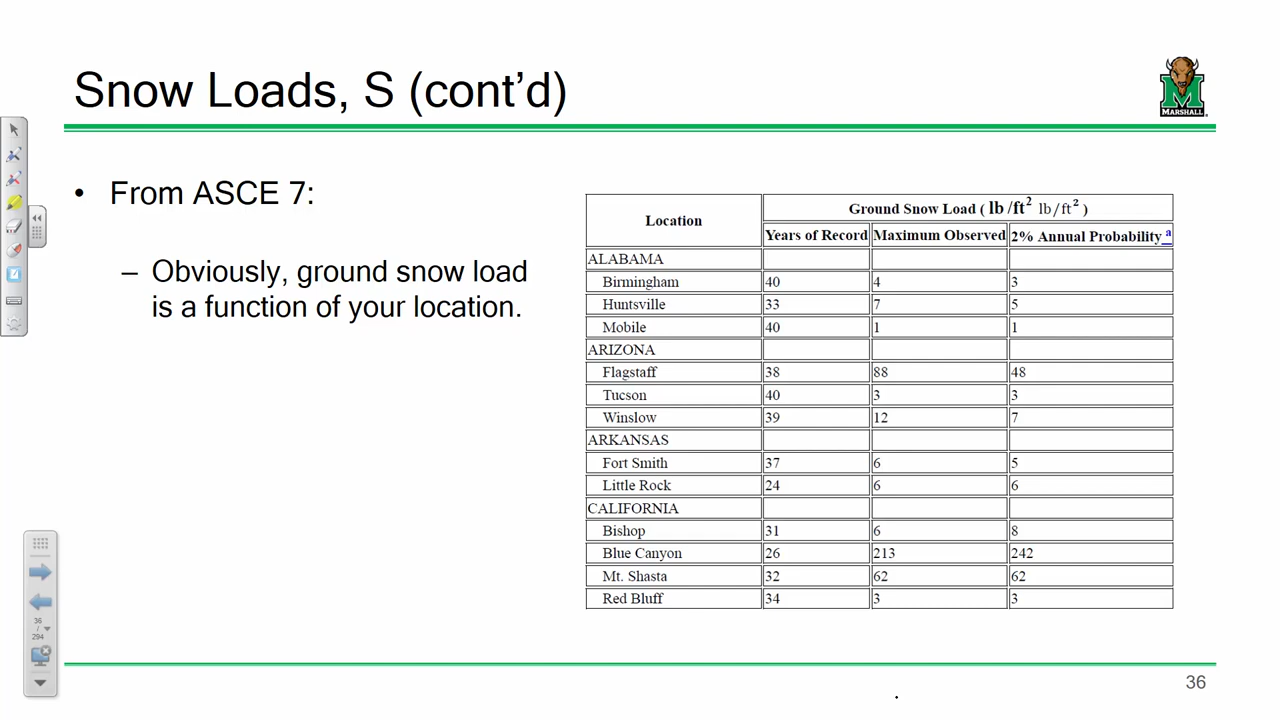 Snow Loads, S (cont’d)
MARSHALL
• From ASCE 7:
– Obviously, ground snow load
is a function of your location.
Location
Ground Snow Load ( lb /ft² lb/ft² )
Years of Record Maximum Observed 2% Annual Probability a
ALABAMA
Birmingham 40 4 3
Huntsville 33 7 5
Mobile 40 1 1
ARIZONA
Flagstaff 38 88 48
Tucson 40 3 3
Winslow 39 12 7
ARKANSAS
Fort Smith 37 6 5
Little Rock 24 6 6
CALIFORNIA
Bishop 31 6 8
Blue Canyon 26 213 242
Mt. Shasta 32 62 62
Red Bluff 34 3 3
36
/
294
36